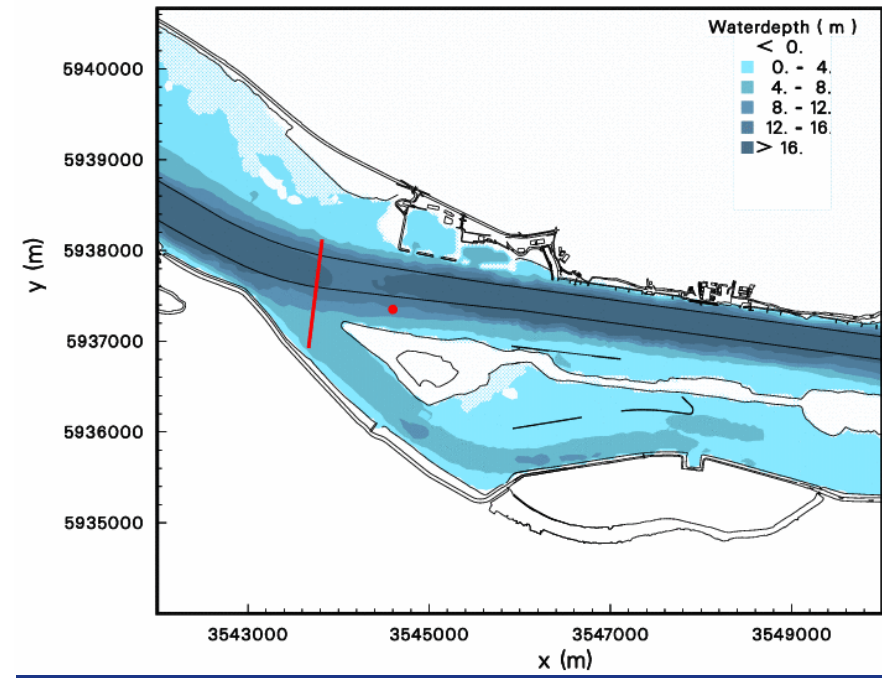 Waterdepth ( m )
< 0.
0. - 4.
4. - 8.
8. - 12.
12. - 16.
> 16.
5940000
5939000
5938000
5937000
5936000
5935000
y (m)
3543000 3545000 3547000 3549000
x (m)